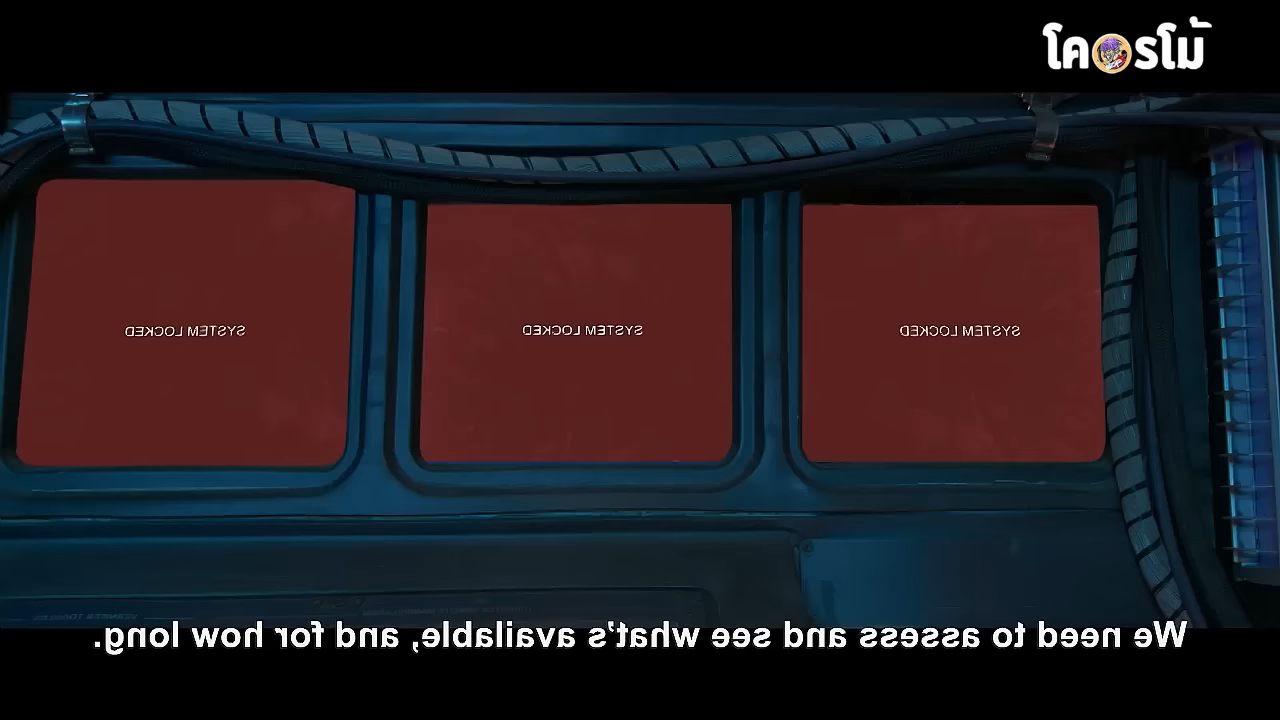 โคตรโม้
SYSTEM LOCKED
SYSTEM LOCKED
SYSTEM LOCKED
We need to assess and see what's available, and for how long.